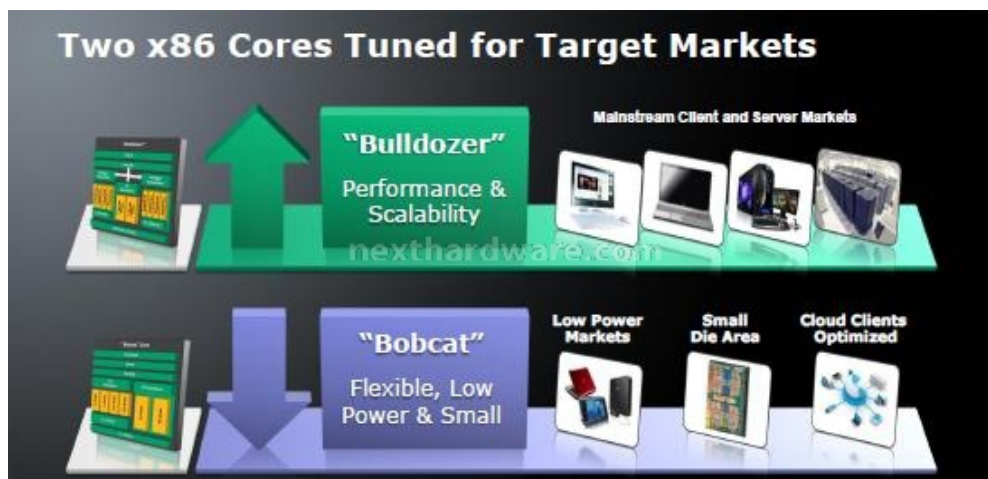 Two x86 Cores Tuned for Target Markets
"Bulldozer"
Performance &
Scalability
Mainstream Client and Server Markets
nexthardware.com
"Bobcat"
Flexible, Low
Power & Small
Low Power
Markets
Small
Die Area
Cloud Clients
Optimized